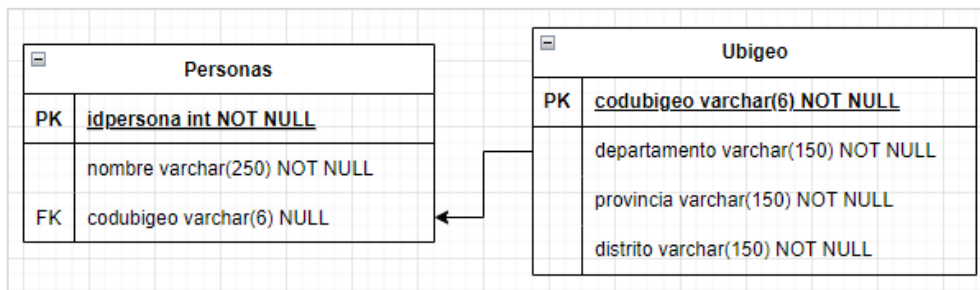 Personas
PK idpersona int NOT NULL
nombre varchar(250) NOT NULL
FK codubigeo varchar(6) NULL
Ubigeo
PK codubigeo varchar(6) NOT NULL
departamento varchar(150) NOT NULL
provincia varchar(150) NOT NULL
distrito varchar(150) NOT NULL